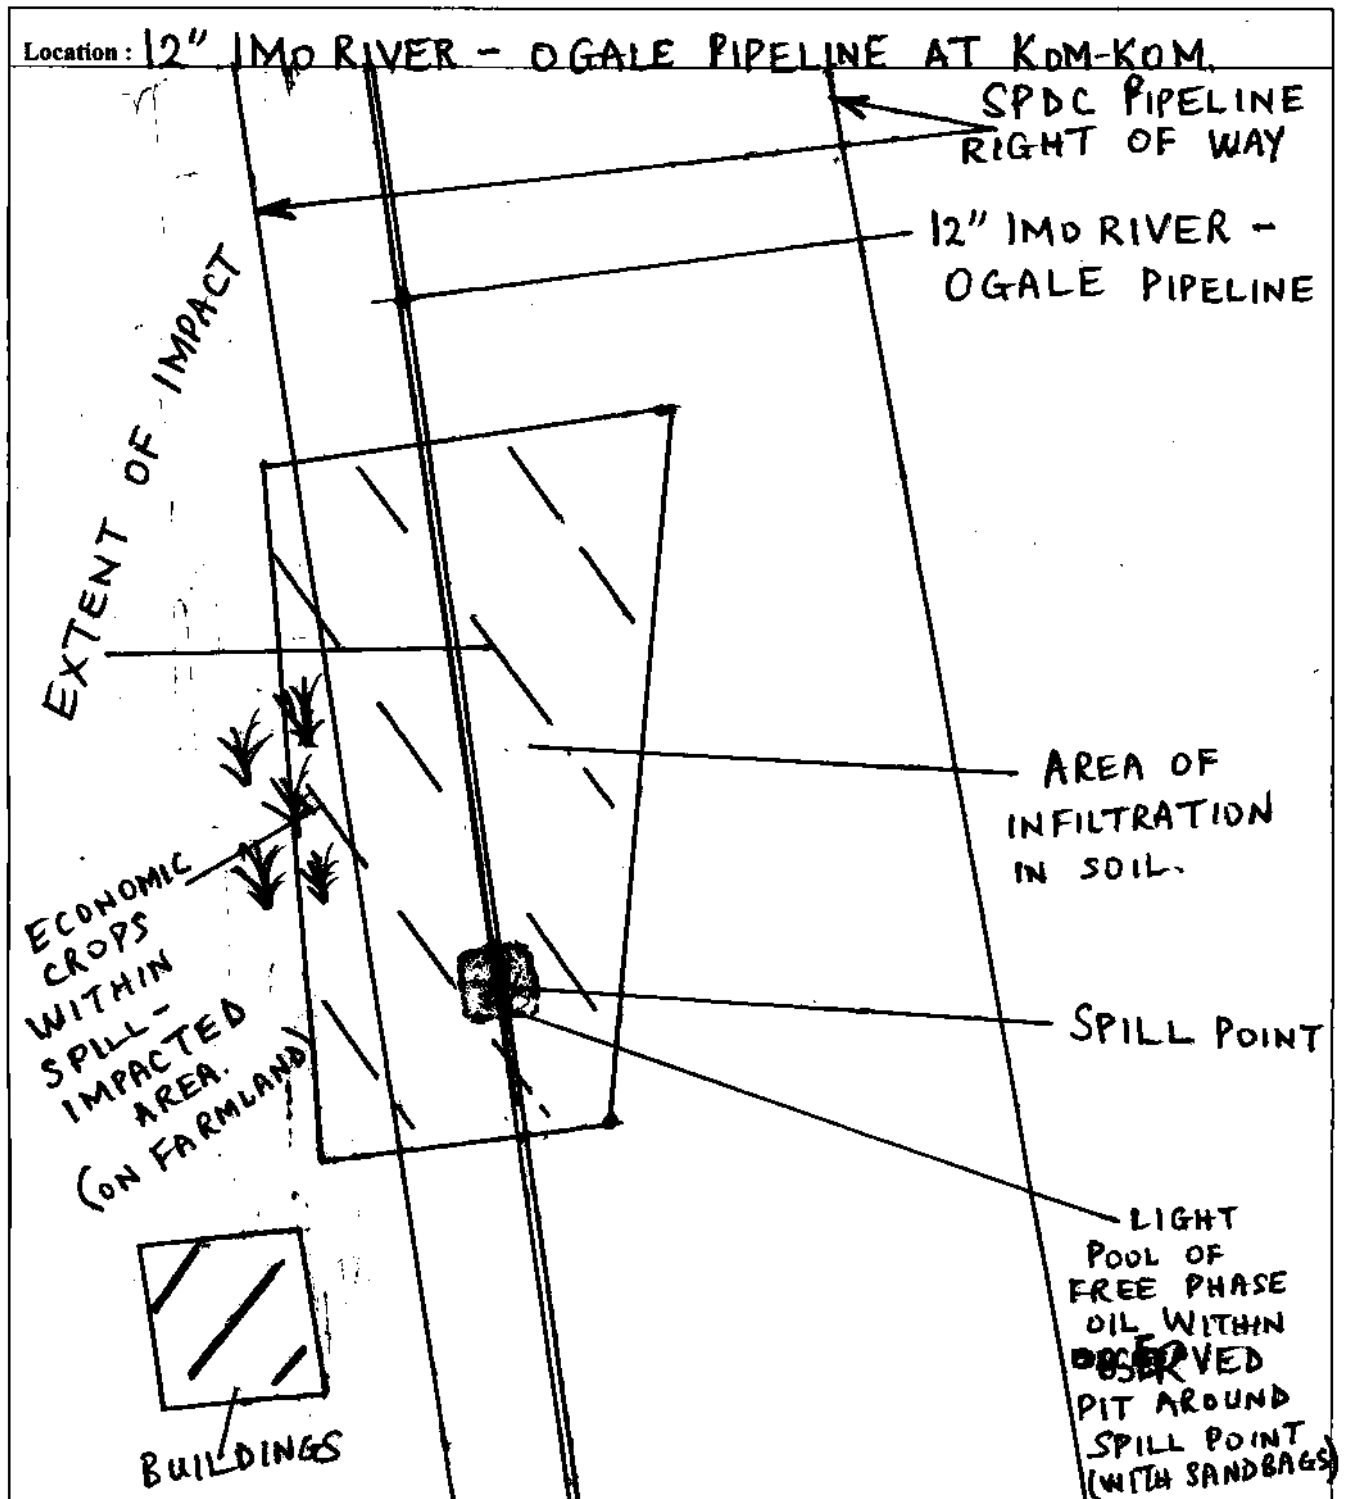 Location : 12" IMO RIVER - OGALE PIPELINE AT KOM-KOM.
SPDC PIPELINE
RIGHT OF WAY
12" IMO RIVER -
OGALE PIPELINE
EXTENT OF IMPACT
AREA OF
INFILTRATION
IN SOIL.
ECONOMIC
CROPS
WITHIN
SPILL-
IMPACTED
AREA.
(ON FARMLAND)
SPILL POINT
LIGHT
POOL OF
FREE PHASE
OIL WITHIN
OBSERVED
PIT AROUND
SPILL POINT
(WITH SANDBAGS)
BUILDINGS